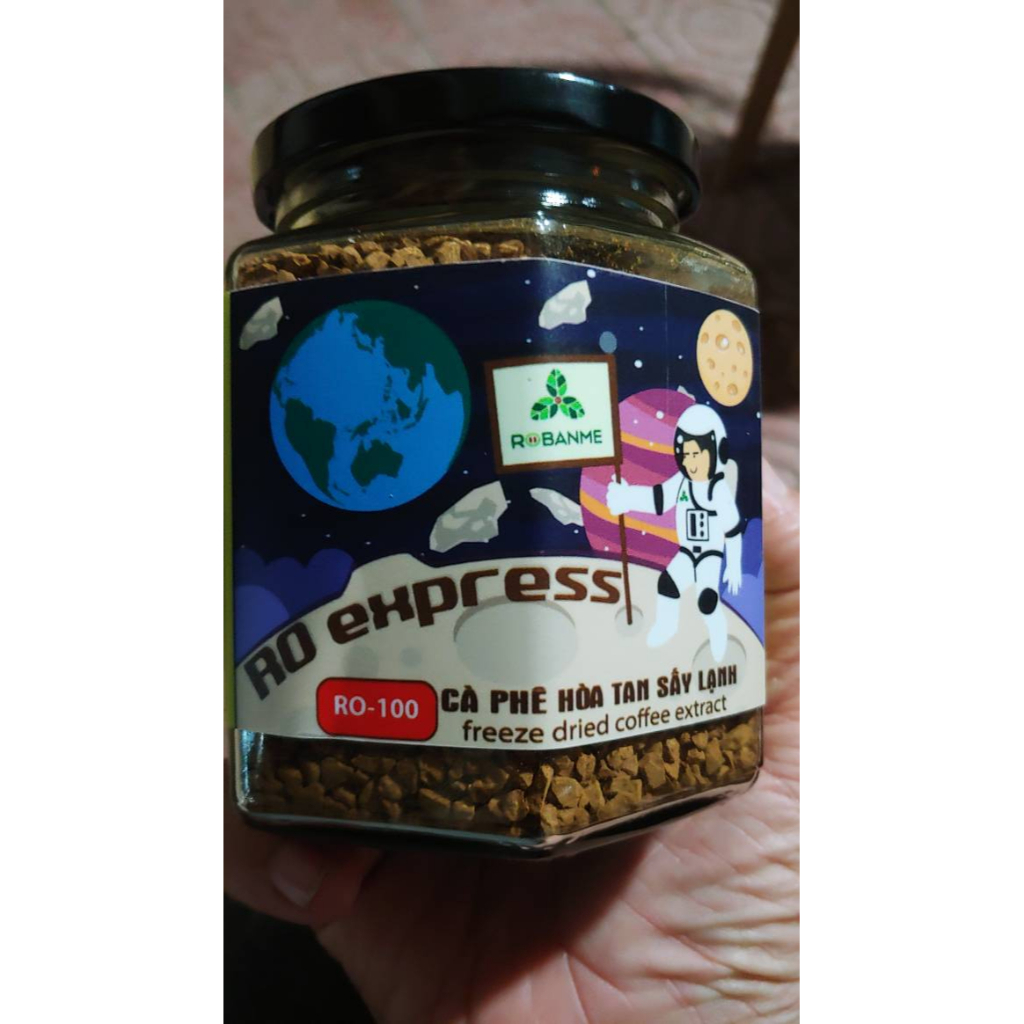 ROBANME
RO express
RO-100
CÀ PHÊ HÒA TAN SẤY LẠNH
freeze dried coffee extract